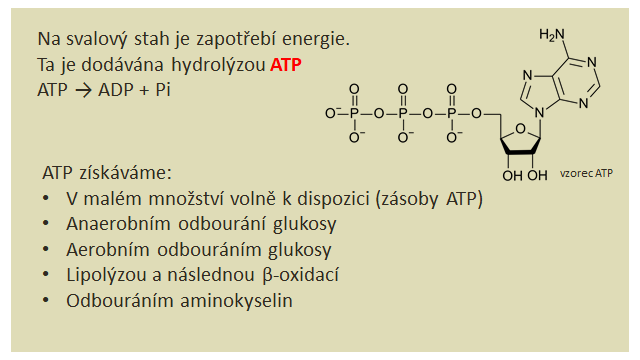 Na svalový stah je zapotřebí energie.
Ta je dodávána hydrolýzou ATP
ATP → ADP + Pi
H₂N
N
N
N
N
O O O
O⁻ P O P O P O
O⁻ O⁻ O⁻
O
OH OH
vzorec ATP
ATP získáváme:
• V malém množství volně k dispozici (zásoby ATP)
• Anaerobním odbourání glukosy
• Aerobním odbouráním glukosy
• Lipolýzou a následnou β-oxidací
• Odbouráním aminokyselin